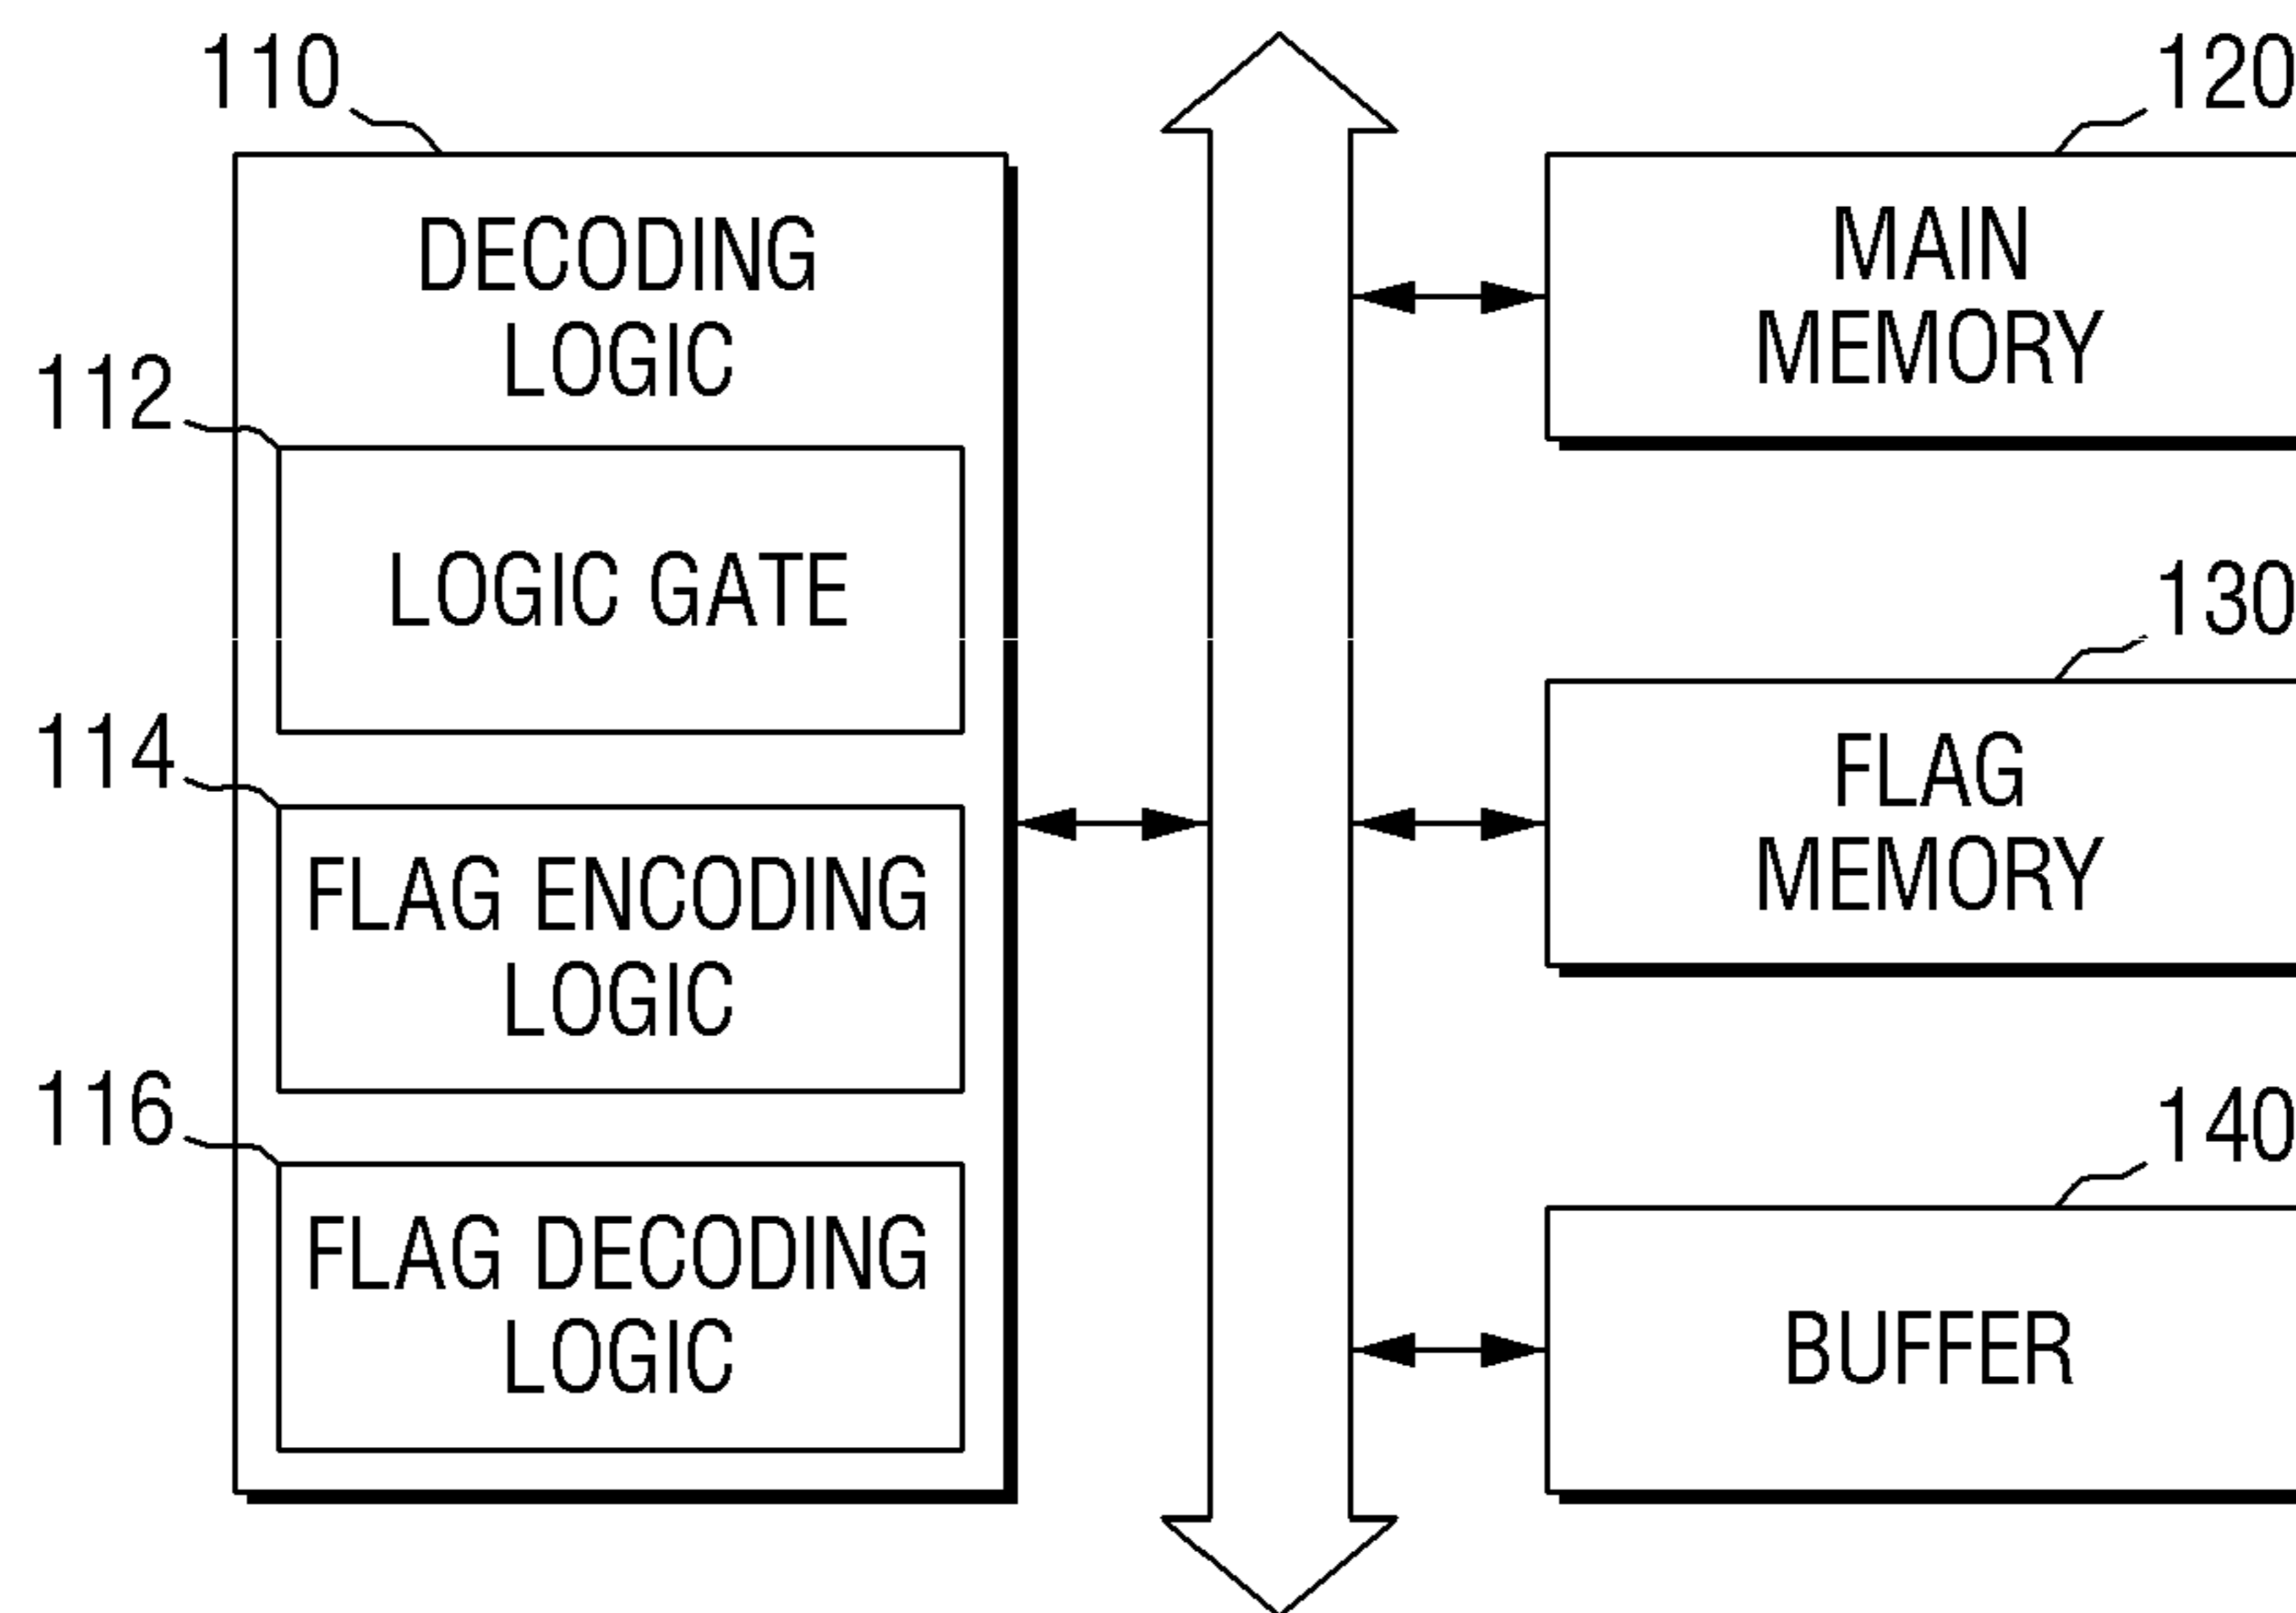 110
DECODING
LOGIC
112
LOGIC GATE
114
FLAG ENCODING
LOGIC
116
FLAG DECODING
LOGIC
120
MAIN
MEMORY
130
FLAG
MEMORY
140
BUFFER